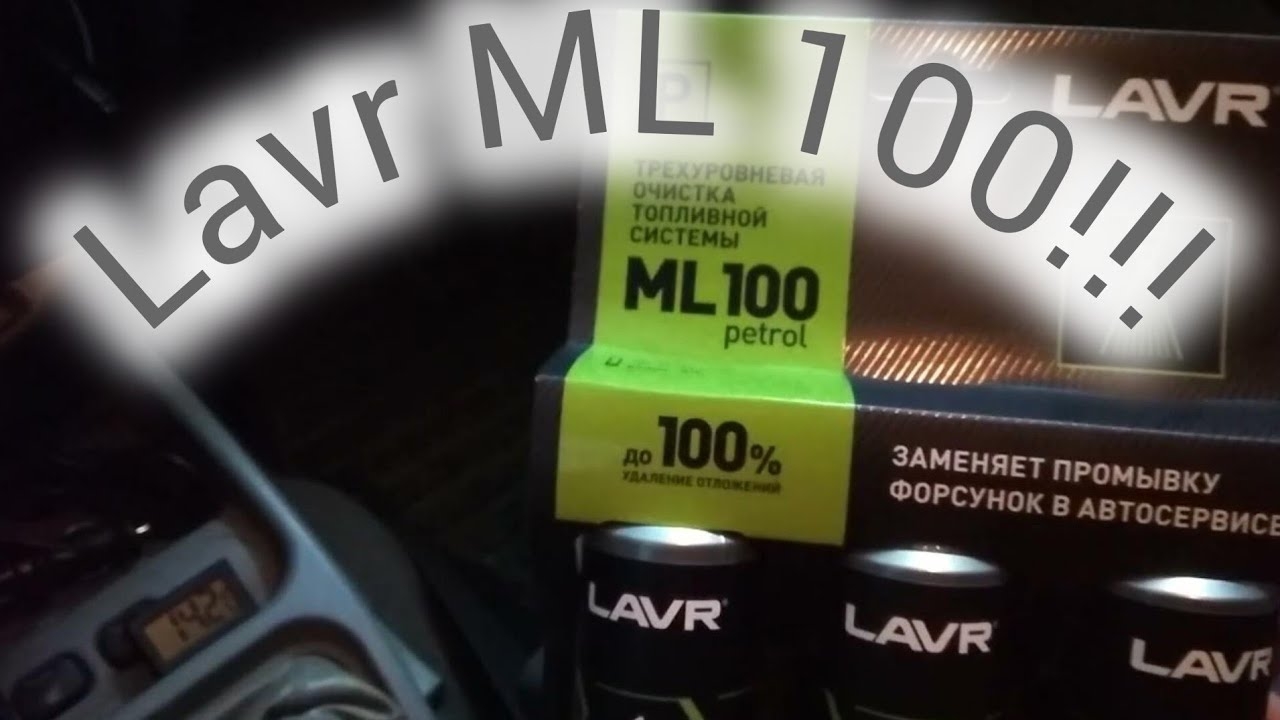 Lavr ML 100!!!
LAVR
P
ТРЕХУРОВНЕВАЯ
ОЧИСТКА
ТОПЛИВНОЙ
СИСТЕМЫ
ML100
petrol
до 100%
УДАЛЕНИЕ ОТЛОЖЕНИЙ
ЗАМЕНЯЕТ ПРОМЫВКУ
ФОРСУНОК В АВТОСЕРВИСЕ
LAVR
LAVR
LAVR